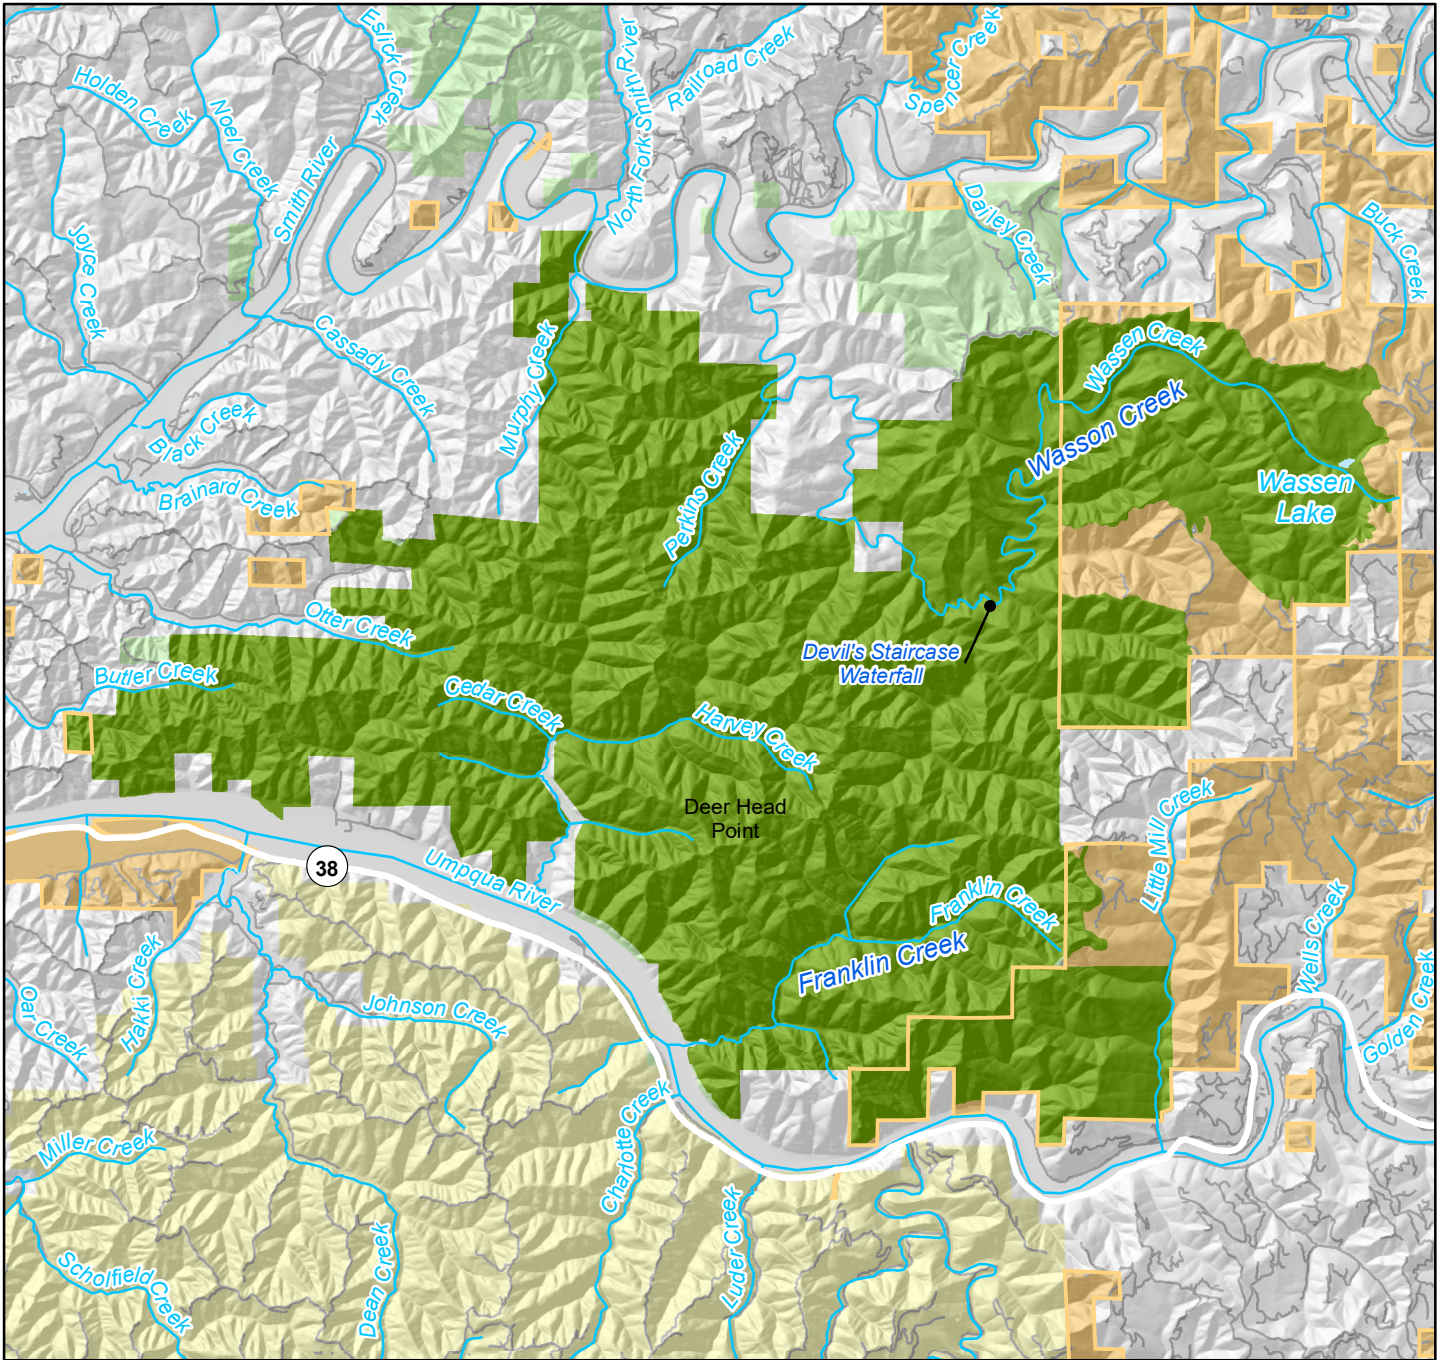 Eslick Creek
Spencer Creek
Holden Creek
Noel Creek
Smith River
North Fork Smith River
Railroad Creek
Dailey Creek
Buck Creek
Joyce Creek
Cassady Creek
Murphy Creek
Wassen Creek
Wasson Creek
Black Creek
Brainard Creek
Perkins Creek
Wassen
Lake
Otter Creek
Devil's Staircase
Waterfall
Butler Creek
Cedar Creek
Harvey Creek
Deer Head
Point
Little Mill Creek
38
Umpqua River
Franklin Creek
Franklin Creek
Wells Creek
Golden Creek
Oar Creek
Hakki Creek
Johnson Creek
Charlotte Creek
Miller Creek
Luder Creek
Dean Creek
Scholfield Creek